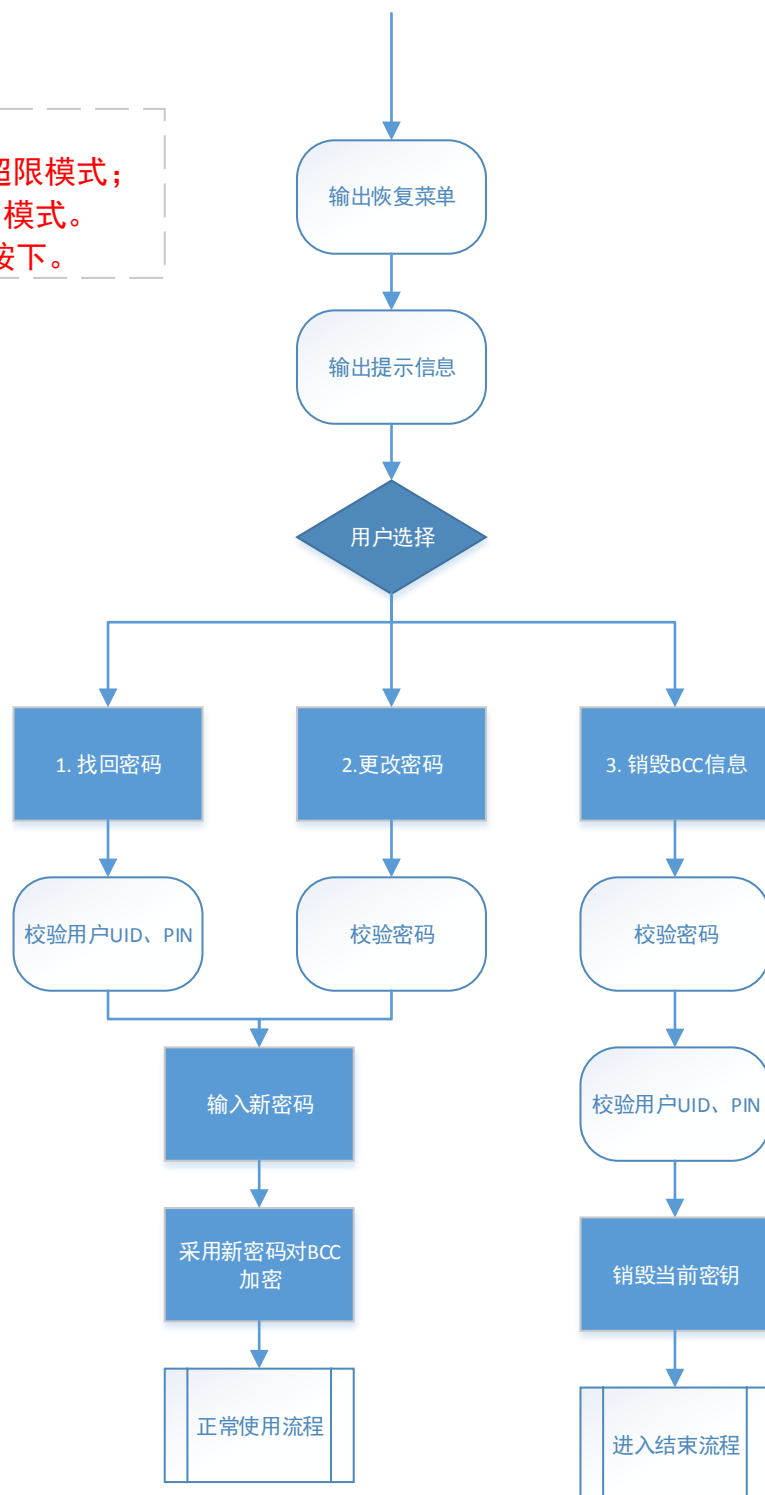 超限模式；
模式。
按下。
输出恢复菜单
输出提示信息
用户选择
1. 找回密码
2.更改密码
3. 销毁BCC信息
校验用户UID、PIN
校验密码
校验密码
输入新密码
校验用户UID、PIN
采用新密码对BCC
加密
销毁当前密钥
正常使用流程
进入结束流程